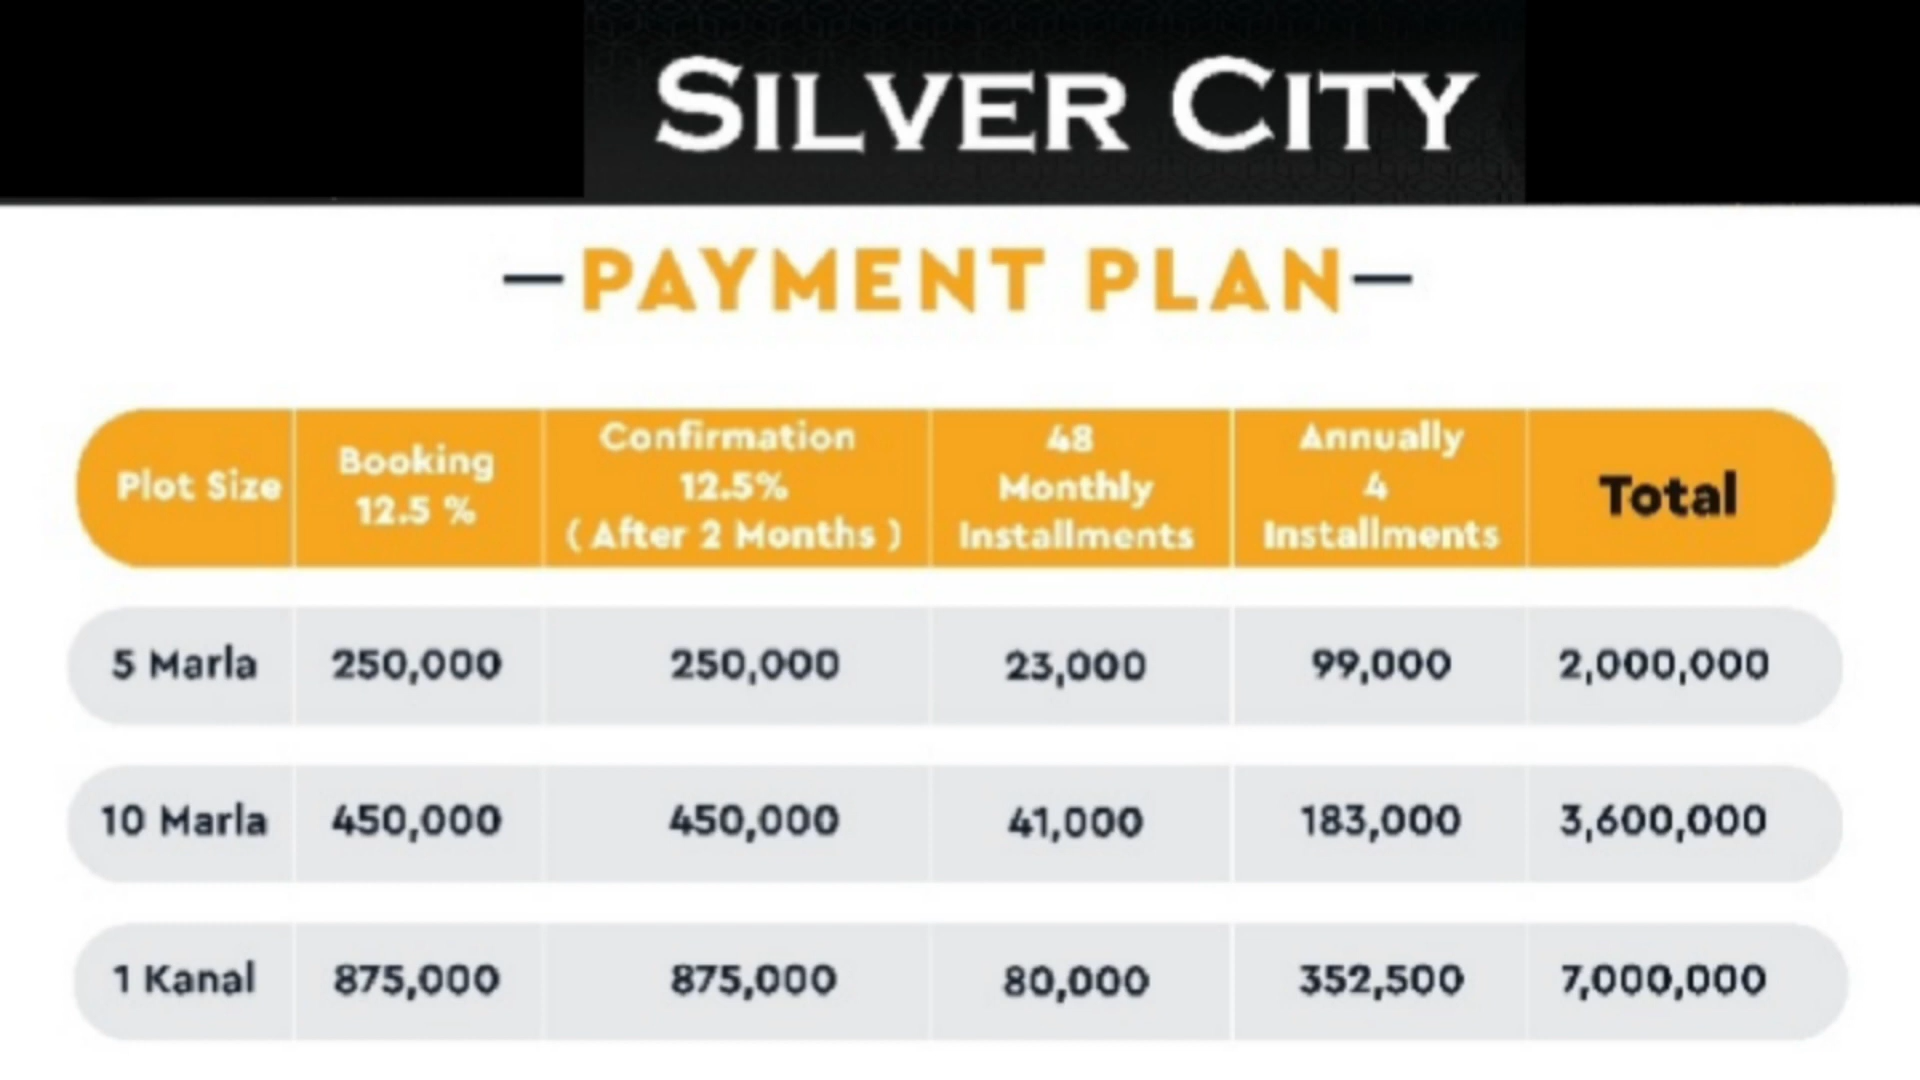 SILVER CITY
PAYMENT PLAN
Plot Size
Booking
12.5 %
Confirmation
12.5%
( After 2 Months )
48
Monthly
Installments
Annually
4
Installments
Total
5 Marla 250,000 250,000 23,000 99,000 2,000,000
10 Marla 450,000 450,000 41,000 183,000 3,600,000
1 Kanal 875,000 875,000 80,000 352,500 7,000,000